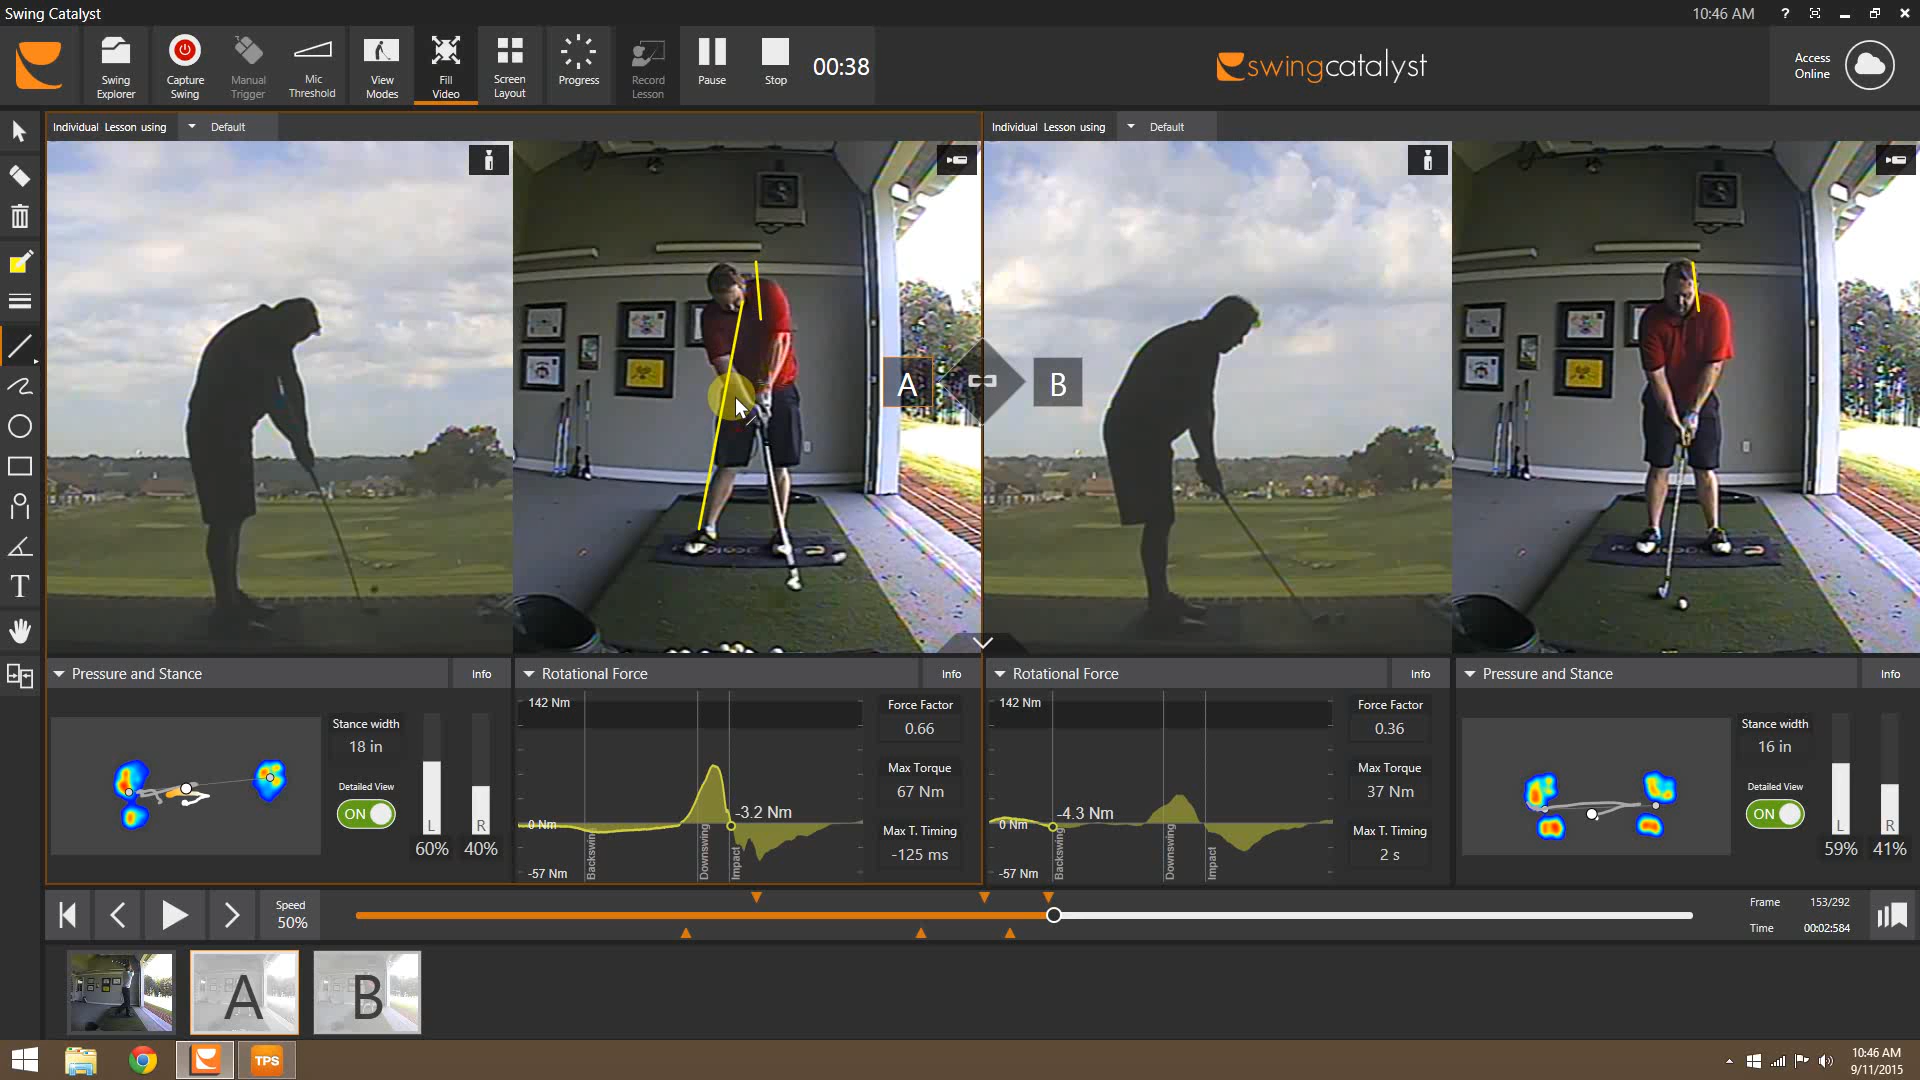 Swing Catalyst
10:46 AM
?
Swing Explorer
Capture Swing
Manual Trigger
Mic Threshold
View Modes
Fill Video
Screen Layout
Progress
Record Lesson
Pause
Stop
00:38
swingcatalyst
Access Online
Individual Lesson using
Default
Individual Lesson using
Default
A
B
T
Pressure and Stance
Info
Stance width
18 in
Detailed View
ON
L
R
60%
40%
Rotational Force
Info
142 Nm
0 Nm
-57 Nm
Backswing
Downswing
Impact
-3.2 Nm
Force Factor
0.66
Max Torque
67 Nm
Max T. Timing
-125 ms
Rotational Force
Info
142 Nm
0 Nm
-57 Nm
Backswing
Downswing
Impact
-4.3 Nm
Force Factor
0.36
Max Torque
37 Nm
Max T. Timing
2 s
Pressure and Stance
Info
Stance width
16 in
Detailed View
ON
L
R
59%
41%
Speed
50%
Frame 153/292
Time 00:02:584
A
B
TPS
10:46 AM
9/11/2015